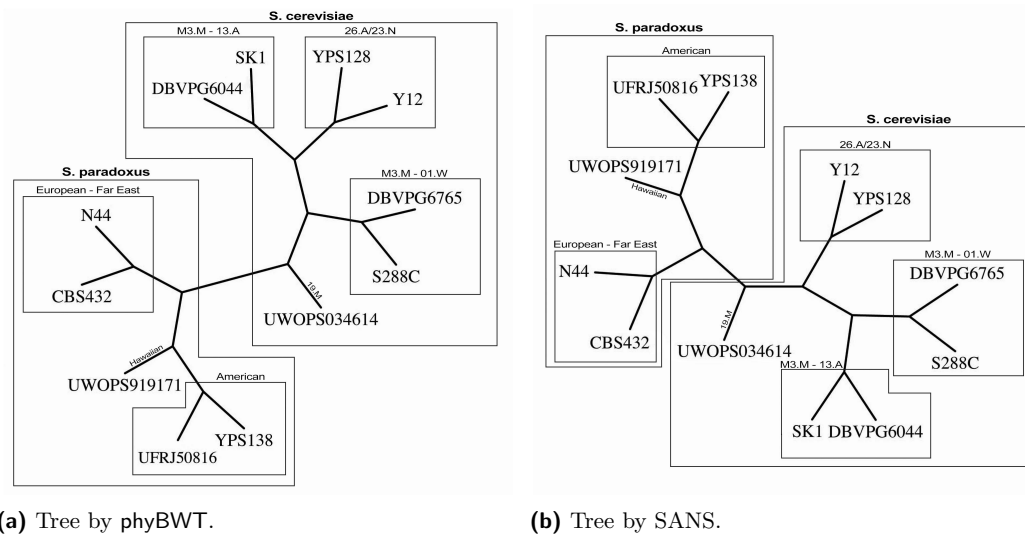 S. cerevisiae
M3.M - 13.A
26.A/23.N
SK1
YPS128
DBVPG6044
Y12
S. paradoxus
European - Far East
M3.M - 01.W
DBVPG6765
N44
S288C
CBS432
19.M
UWOPS034614
Hawaiian
UWOPS919171
American
YPS138
UFRJ50816
(a) Tree by phyBWT.
S. paradoxus
American
YPS138
UFRJ50816
S. cerevisiae
26.A/23.N
UWOPS919171
Hawaiian
Y12
YPS128
European - Far East
M3.M - 01.W
N44
DBVPG6765
19.M
CBS432
UWOPS034614
S288C
M3.M - 13.A
SK1 DBVPG6044
(b) Tree by SANS.